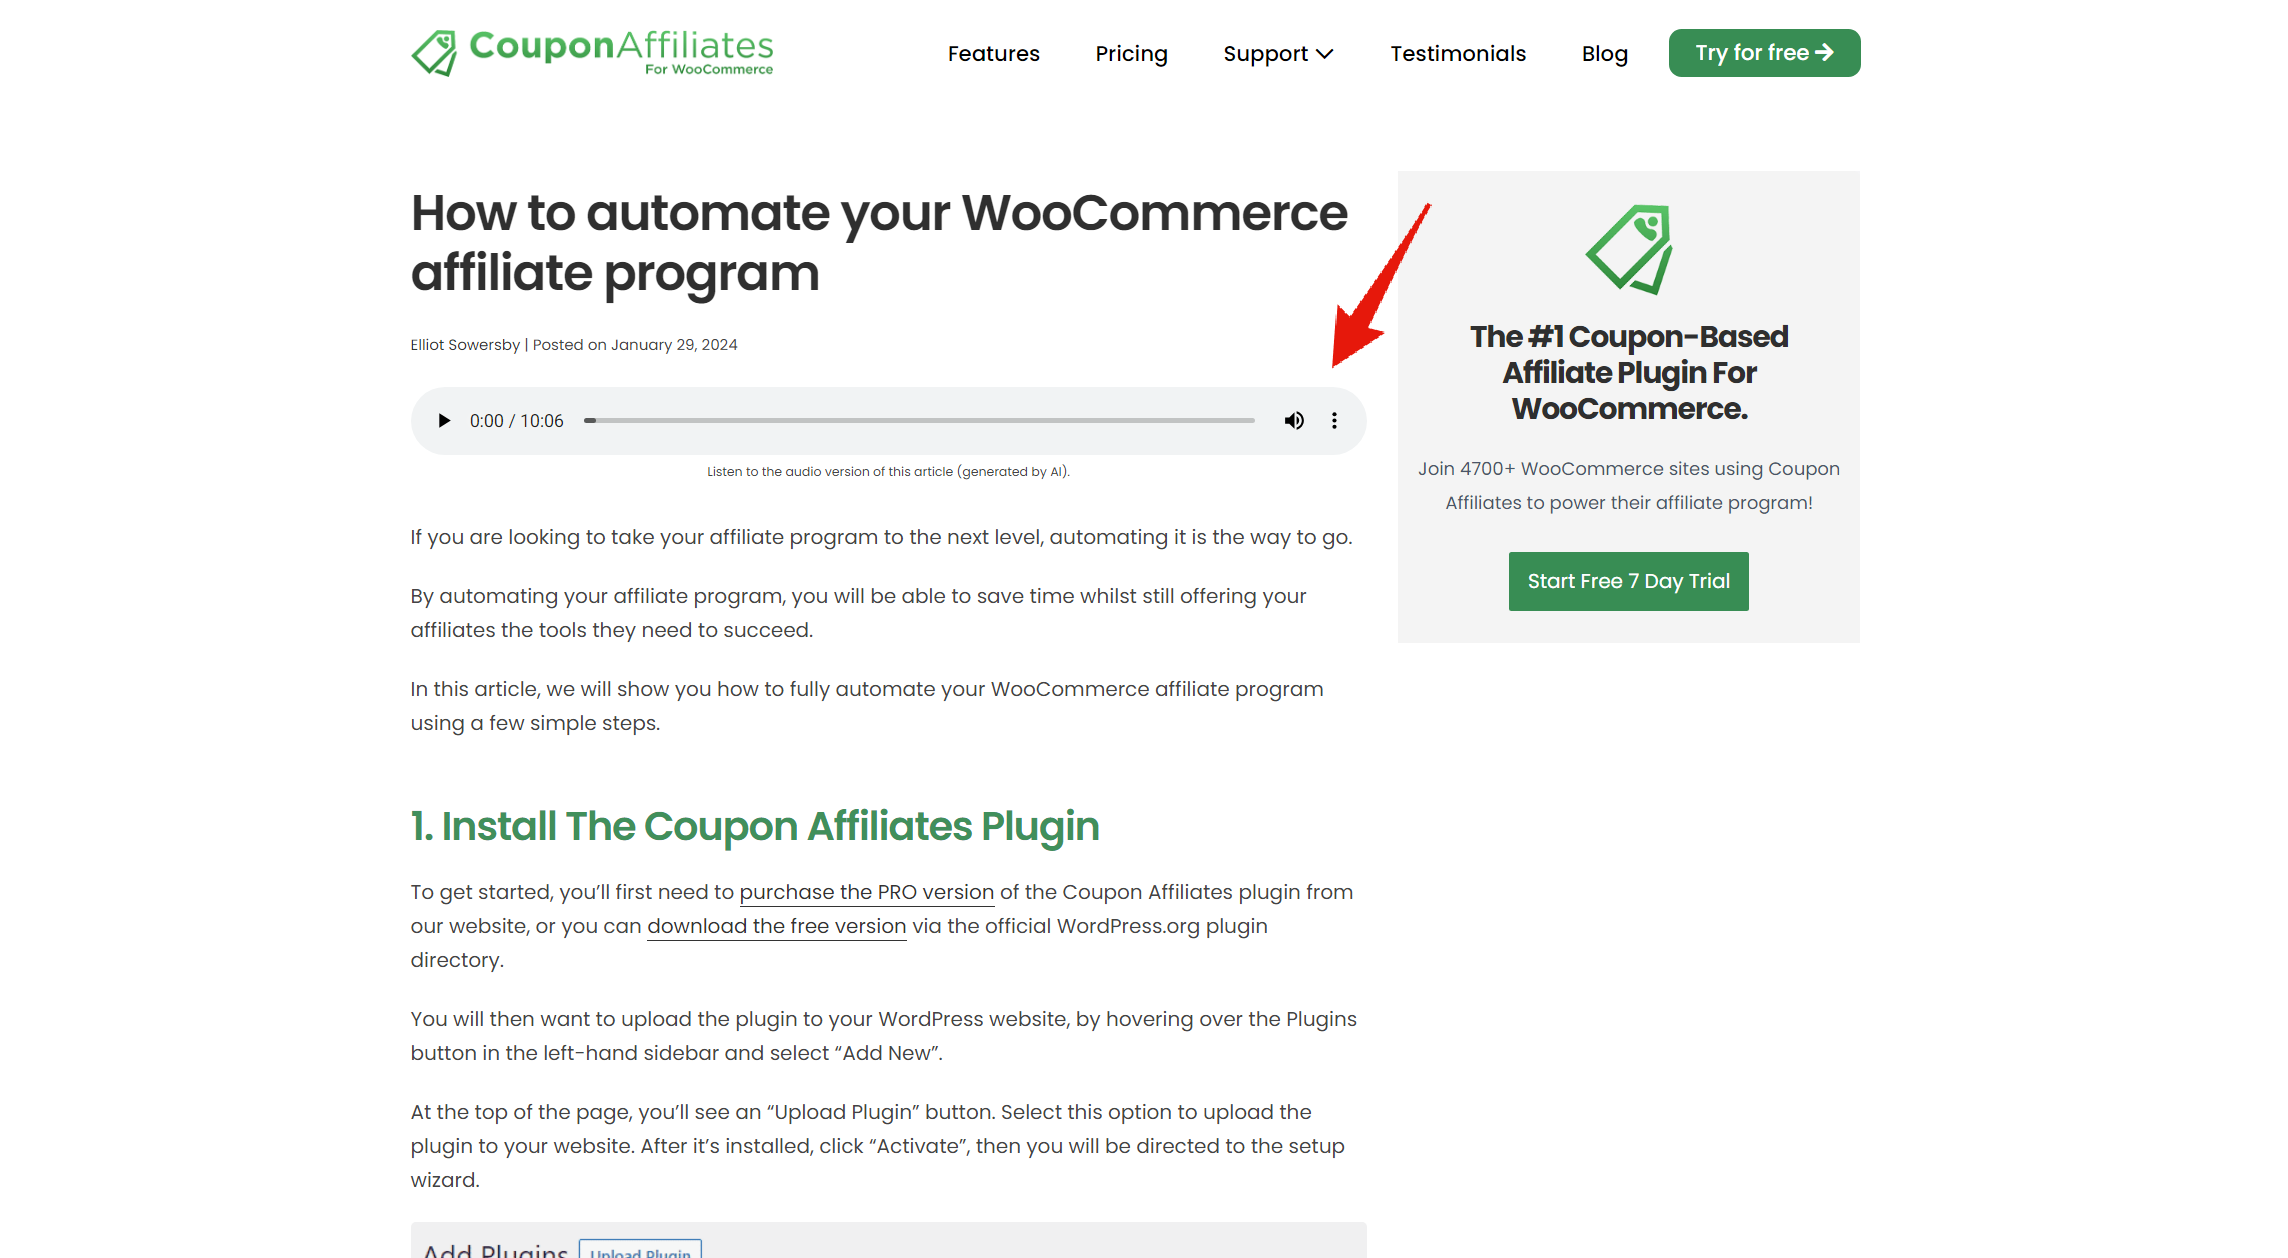 CouponAffiliates
For WooCommerce
Features
Pricing
Support
Testimonials
Blog
Try for free
How to automate your WooCommerce
affiliate program
Elliot Sowersby | Posted on January 29, 2024
0:00 / 10:06
Listen to the audio version of this article (generated by AI).
If you are looking to take your affiliate program to the next level, automating it is the way to go.
By automating your affiliate program, you will be able to save time whilst still offering your
affiliates the tools they need to succeed.
In this article, we will show you how to fully automate your WooCommerce affiliate program
using a few simple steps.
1. Install The Coupon Affiliates Plugin
To get started, you’ll first need to purchase the PRO version of the Coupon Affiliates plugin from
our website, or you can download the free version via the official WordPress.org plugin
directory.
You will then want to upload the plugin to your WordPress website, by hovering over the Plugins
button in the left-hand sidebar and select “Add New”.
At the top of the page, you’ll see an “Upload Plugin” button. Select this option to upload the
plugin to your website. After it’s installed, click “Activate”, then you will be directed to the setup
wizard.
Add Plugins
Upload Plugin
The #1 Coupon-Based
Affiliate Plugin For
WooCommerce.
Join 4700+ WooCommerce sites using Coupon
Affiliates to power their affiliate program!
Start Free 7 Day Trial